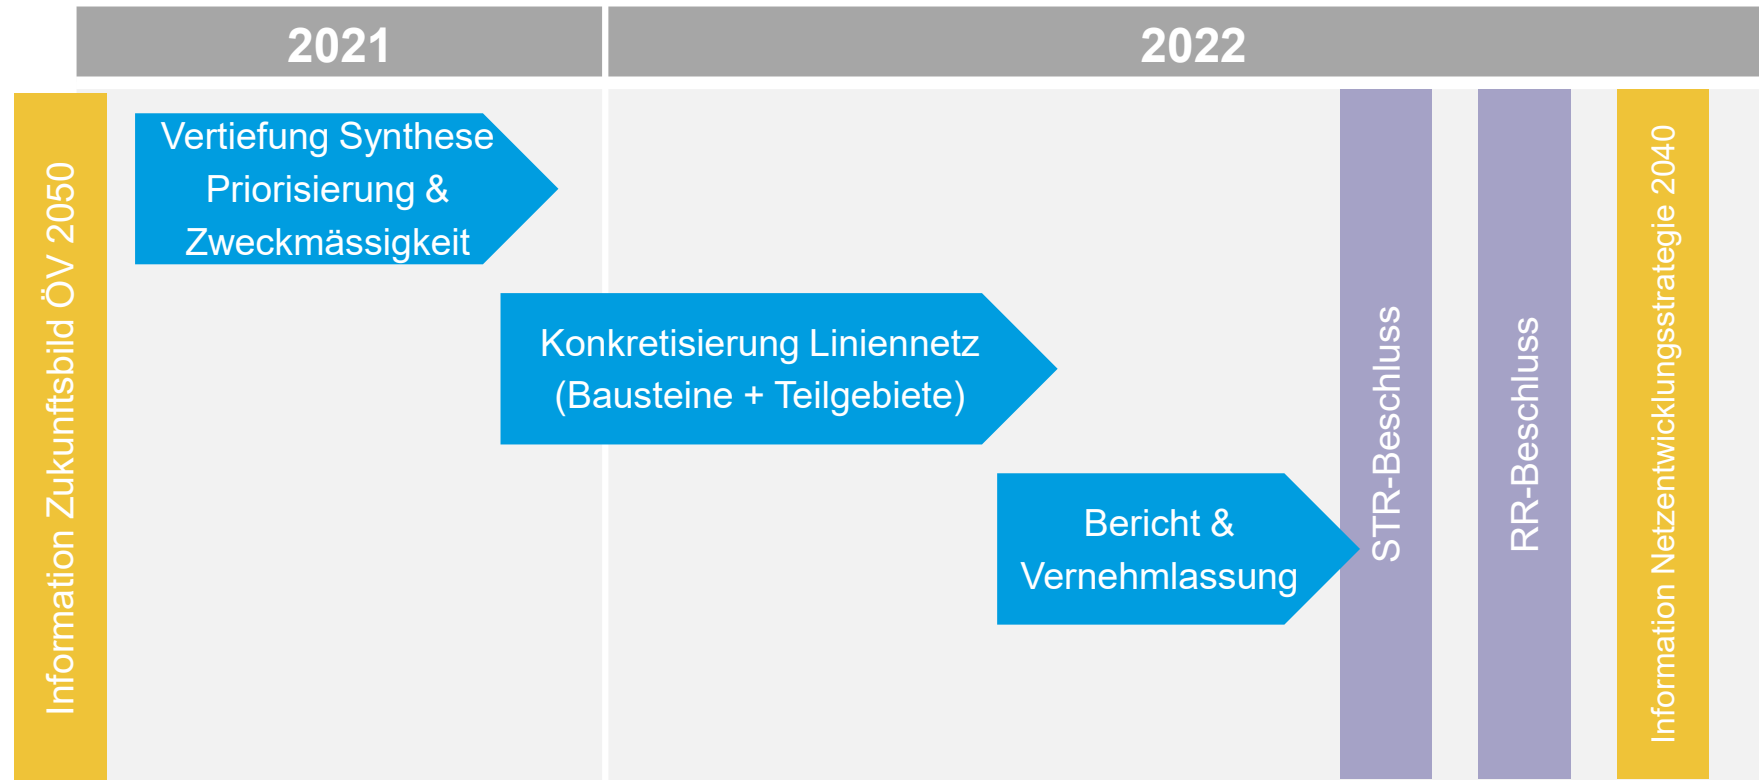 2021
2022
Information Zukunftsbild ÖV 2050
Vertiefung Synthese
Priorisierung &
Zweckmässigkeit
Konkretisierung Liniennetz
(Bausteine + Teilgebiete)
Bericht &
Vernehmlassung
STR-Beschluss
RR-Beschluss
Information Netzentwicklungsstrategie 2040